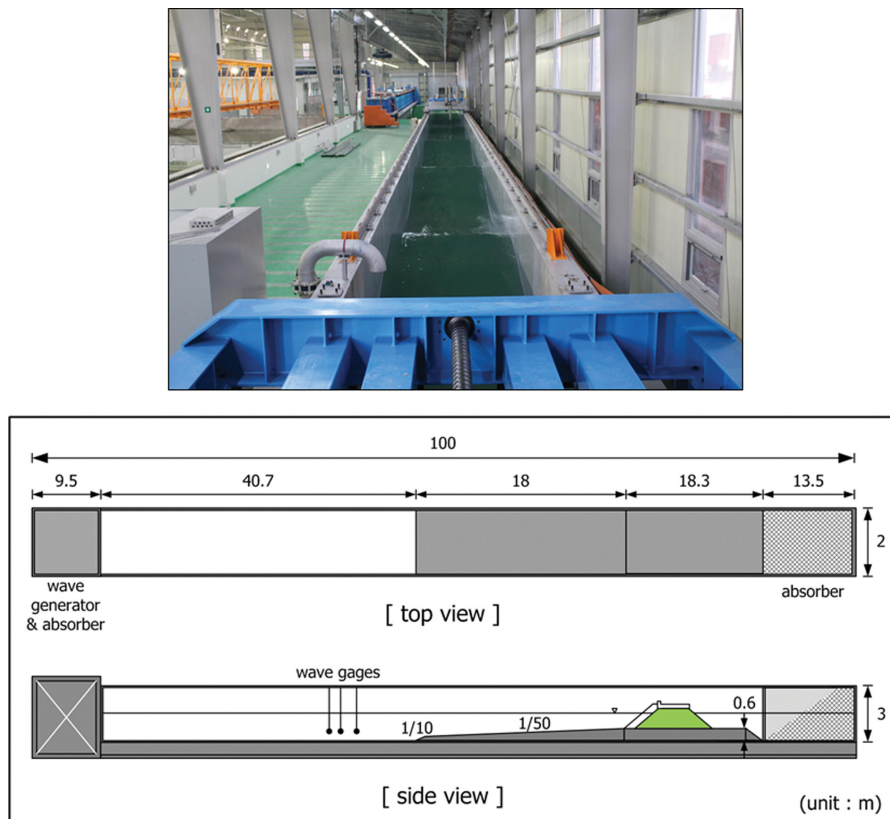 100
9.5 40.7 18 18.3 13.5
2
wave
generator
& absorber
absorber
[ top view ]
wave gages
0.6
3
1/10
1/50
[ side view ]
(unit : m)